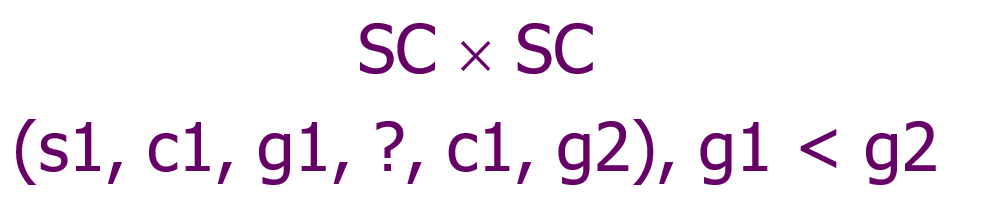 SC × SC
(s1, c1, g1, ?, c1, g2), g1 < g2